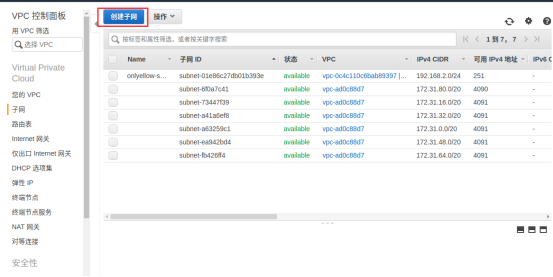 VPC 控制面板
用 VPC 筛选
选择 VPC
Virtual Private
Cloud
您的 VPC
子网
路由表
Internet 网关
仅出口 Internet 网关
DHCP 选项集
弹性 IP
终端节点
终端节点服务
NAT 网关
对等连接
安全性
创建子网 操作
按标签和属性筛选，或者按关键字搜索
1 到 7，7
Name 子网 ID 状态 VPC IPv4 CIDR 可用 IPv4 地址 IPv6 C
onlyellow-s... subnet-01e86c27db01b393e available vpc-0c4c110c6bab89397 |... 192.168.2.0/24 251 -
subnet-6f0a7c41 available vpc-ad0c88d7 172.31.80.0/20 4090 -
subnet-73447f39 available vpc-ad0c88d7 172.31.16.0/20 4091 -
subnet-a41a6ef8 available vpc-ad0c88d7 172.31.32.0/20 4091 -
subnet-a63259c1 available vpc-ad0c88d7 172.31.0.0/20 4091 -
subnet-ea942bd4 available vpc-ad0c88d7 172.31.48.0/20 4091 -
subnet-fb426ff4 available vpc-ad0c88d7 172.31.64.0/20 4091 -